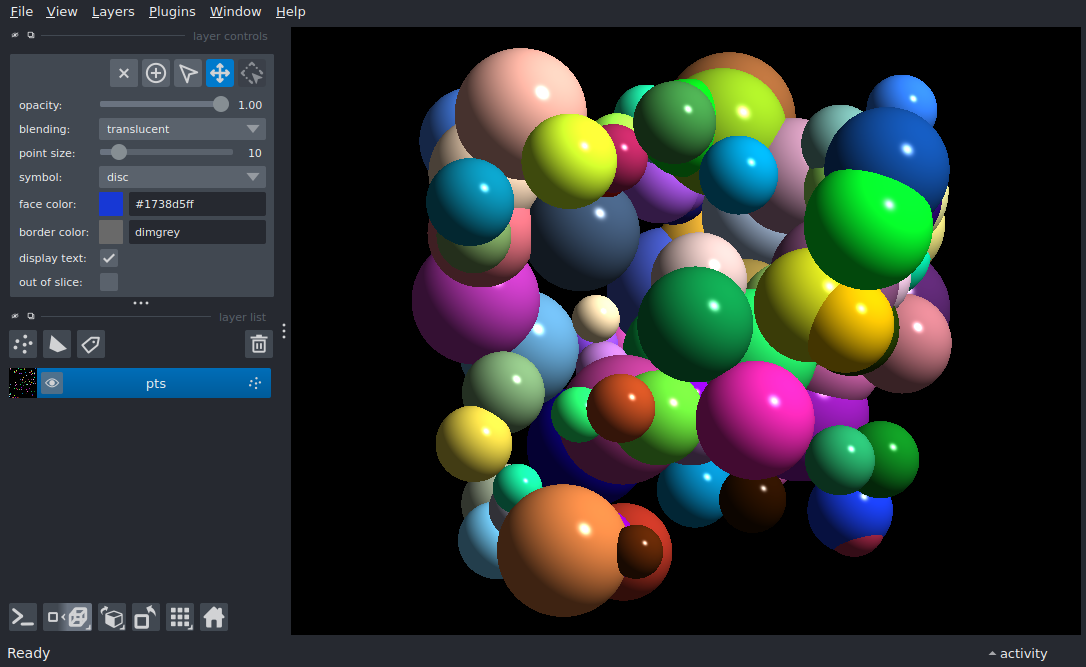 File View Layers Plugins Window Help
layer controls
opacity: 1.00
blending: translucent
point size: 10
symbol: disc
face color: #1738d5ff
border color: dimgrey
display text:
out of slice:
layer list
pts
Ready activity